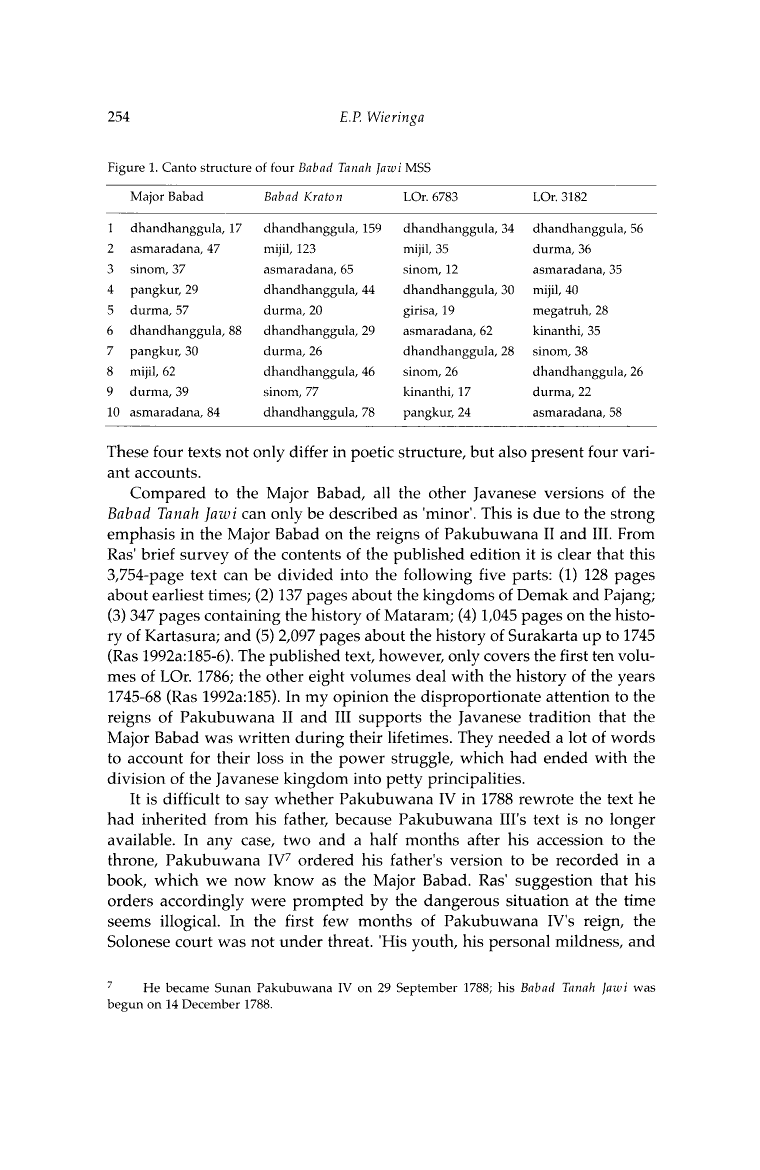 254 E.P. Wieringa
Figure 1. Canto structure of four Babad Tanah Jawi MSS
Major Babad Babad Kraton LOr. 6783 LOr. 3182
1 dhandhanggula, 17 dhandhanggula, 159 dhandhanggula, 34 dhandhanggula, 56
2 asmaradana, 47 mijil, 123 mijil, 35 durma, 36
3 sinom, 37 asmaradana, 65 sinom, 12 asmaradana, 35
4 pangkur, 29 dhandhanggula, 44 dhandhanggula, 30 mijil, 40
5 durma, 57 durma, 20 girisa, 19 megatruh, 28
6 dhandhanggula, 88 dhandhanggula, 29 asmaradana, 62 kinanthi, 35
7 pangkur, 30 durma, 26 dhandhanggula, 28 sinom, 38
8 mijil, 62 dhandhanggula, 46 sinom, 26 dhandhanggula, 26
9 durma, 39 sinom, 77 kinanthi, 17 durma, 22
10 asmaradana, 84 dhandhanggula, 78 pangkur, 24 asmaradana, 58
These four texts not only differ in poetic structure, but also present four vari-
ant accounts.
Compared to the Major Babad, all the other Javanese versions of the
Babad Tanah Jawi can only be described as 'minor'. This is due to the strong
emphasis in the Major Babad on the reigns of Pakubuwana II and III. From
Ras' brief survey of the contents of the published edition it is clear that this
3,754-page text can be divided into the following five parts: (1) 128 pages
about earliest times; (2) 137 pages about the kingdoms of Demak and Pajang;
(3) 347 pages containing the history of Mataram; (4) 1,045 pages on the histo-
ry of Kartasura; and (5) 2,097 pages about the history of Surakarta up to 1745
(Ras 1992a:185-6). The published text, however, only covers the first ten volu-
mes of LOr. 1786; the other eight volumes deal with the history of the years
1745-68 (Ras 1992a:185). In my opinion the disproportionate attention to the
reigns of Pakubuwana II and III supports the Javanese tradition that the
Major Babad was written during their lifetimes. They needed a lot of words
to account for their loss in the power struggle, which had ended with the
division of the Javanese kingdom into petty principalities.
It is difficult to say whether Pakubuwana IV in 1788 rewrote the text he
had inherited from his father, because Pakubuwana III's text is no longer
available. In any case, two and a half months after his accession to the
throne, Pakubuwana IV7 ordered his father's version to be recorded in a
book, which we now know as the Major Babad. Ras' suggestion that his
orders accordingly were prompted by the dangerous situation at the time
seems illogical. In the first few months of Pakubuwana IV's reign, the
Solonese court was not under threat. 'His youth, his personal mildness, and
7 He became Sunan Pakubuwana IV on 29 September 1788; his Babad Tanah Jawi was
begun on 14 December 1788.